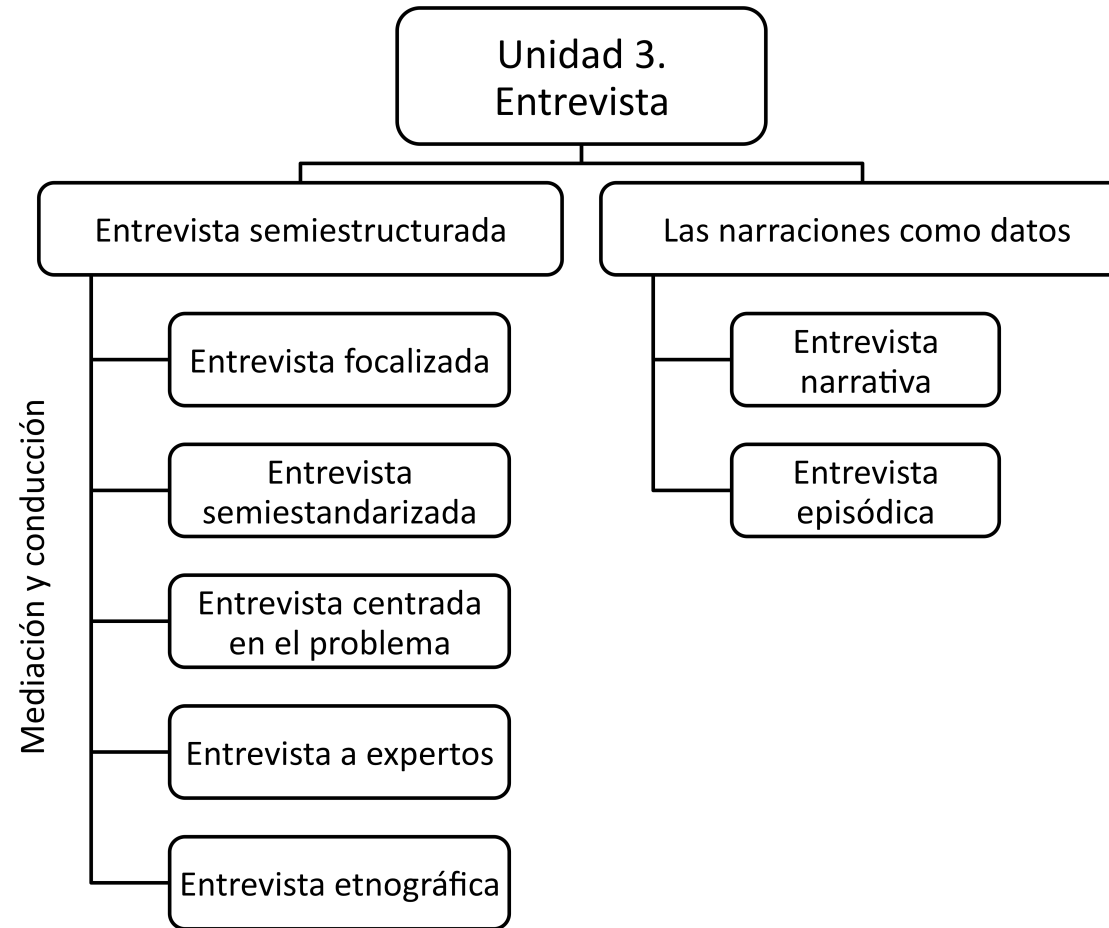 Unidad 3.
Entrevista
Entrevista semiestructurada
Las narraciones como datos
Mediación y conducción
Entrevista focalizada
Entrevista
semiestandarizada
Entrevista centrada
en el problema
Entrevista a expertos
Entrevista etnográfica
Entrevista
narrativa
Entrevista
episódica